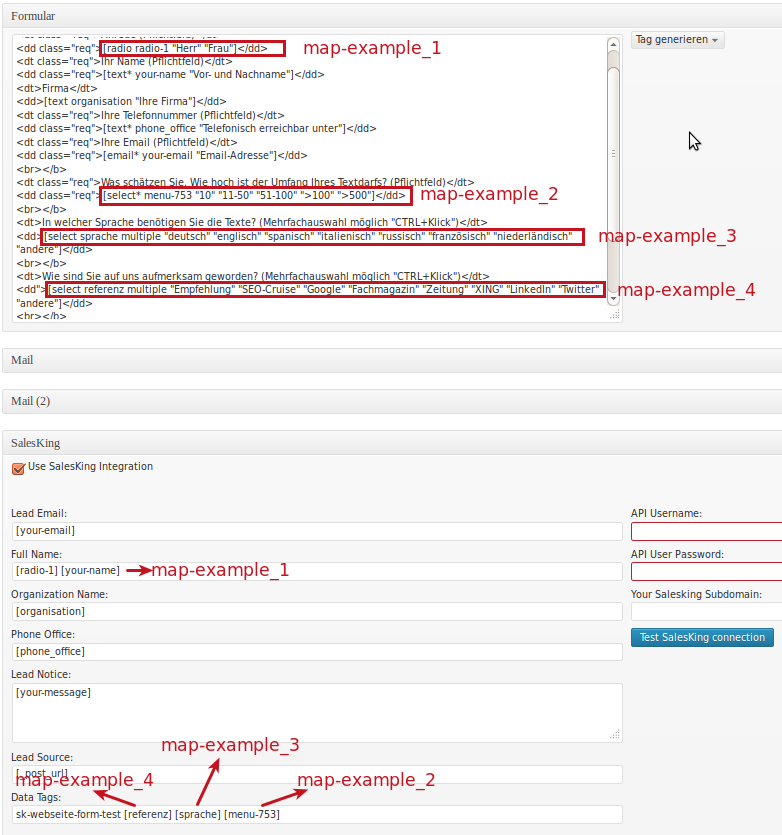 Formular
<dd class="req">[radio radio-1 "Herr" "Frau"]</dd> map-example_1
<dt class="req">Ihr Name (Pflichtfeld)</dt>
<dd class="req">[text* your-name "Vor- und Nachname"]</dd>
<dt>Firma</dt>
<dd>[text organisation "Ihre Firma"]</dd>
<dt class="req">Ihre Telefonnummer (Pflichtfeld)</dt>
<dd class="req">[text* phone_office "Telefonisch erreichbar unter"]</dd>
<dt class="req">Ihre Email (Pflichtfeld)</dt>
<dd class="req">[email* your-email "Email-Adresse"]</dd>
<br></b>
<dt class="req">Was schätzen Sie, Wie hoch ist der Umfang Ihres Textdarfs? (Pflichtfeld)</dt>
<dd class="req">[select* menu-753 "10" "11-50" "51-100" ">100" ">500"]</dd> map-example_2
<br></b>
<dt>In welcher Sprache benötigen Sie die Texte? (Mehrfachauswahl möglich "CTRL+Klick")</dt>
<dd>[select sprache multiple "deutsch" "englisch" "spanisch" "italienisch" "russisch" "französisch" "niederländisch" map-example_3
"andere"]</dd>
<br></b>
<dt>Wie sind Sie auf uns aufmerksam geworden? (Mehrfachauswahl möglich "CTRL+Klick")</dt>
<dd">[select referenz multiple "Empfehlung" "SEO-Cruise" "Google" "Fachmagazin" "Zeitung" "XING" "LinkedIn" "Twitter" map-example_4
"andere"]</dd>
<br></b>
Tag generieren
Mail
Mail (2)
SalesKing
Use SalesKing Integration
Lead Email:
[your-email]
Full Name:
[radio-1] [your-name] map-example_1
Organization Name:
[organisation]
Phone Office:
[phone_office]
Lead Notice:
[your-message]
API Username:
API User Password:
Your Salesking Subdomain:
Test SalesKing connection
map-example_3
Lead Source:
[_post_url]
map-example_4 map-example_2
Data Tags:
sk-webseite-form-test [referenz] [sprache] [menu-753]